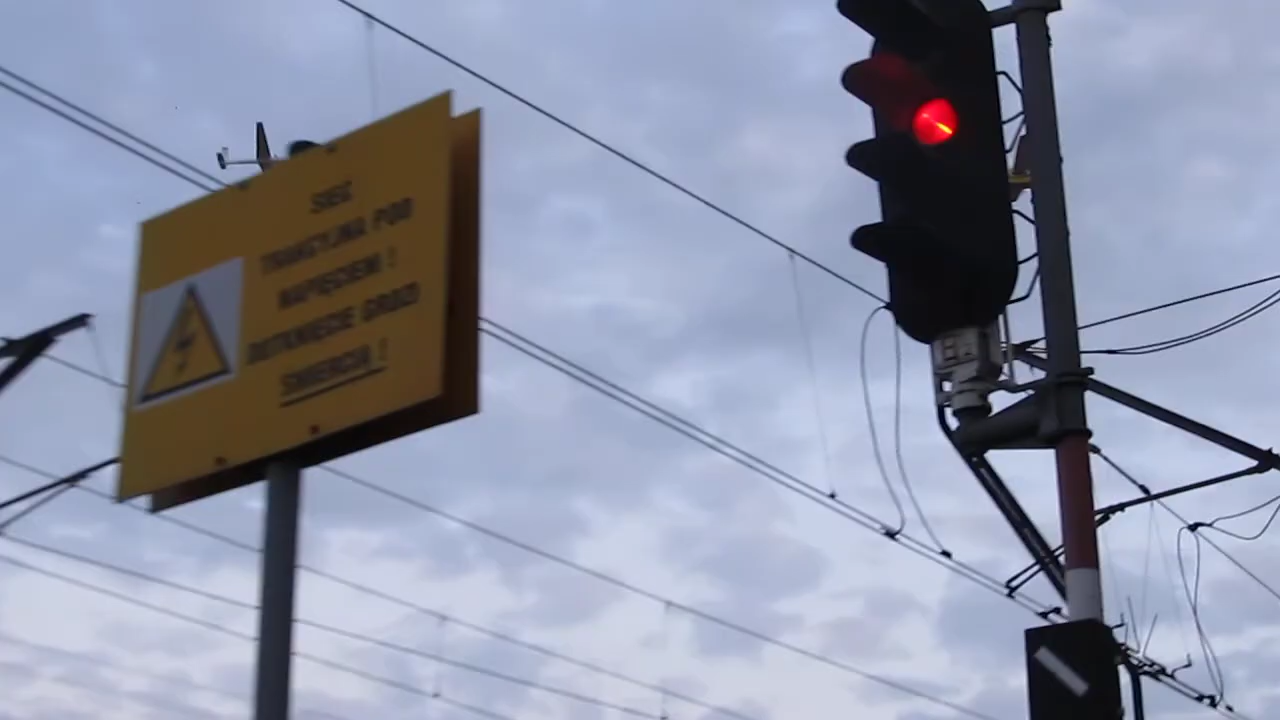 SIEĆ
TRAKCYJNA POD
NAPIĘCIEM !
DOTKNIĘCIE GROZI
ŚMIERCIĄ !